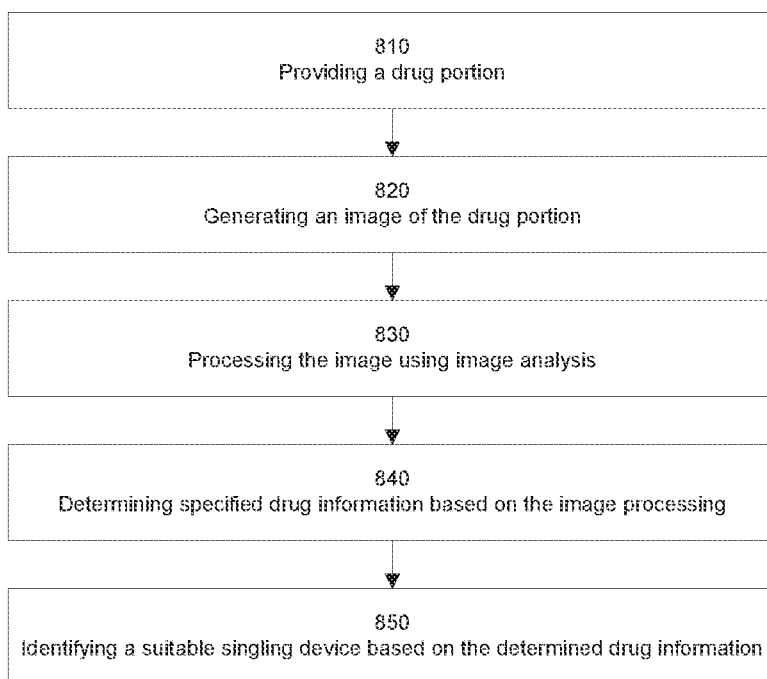 810
Providing a drug portion
820
Generating an image of the drug portion
830
Processing the image using image analysis
840
Determining specified drug information based on the image processing
850
Identifying a suitable singling device based on the determined drug information